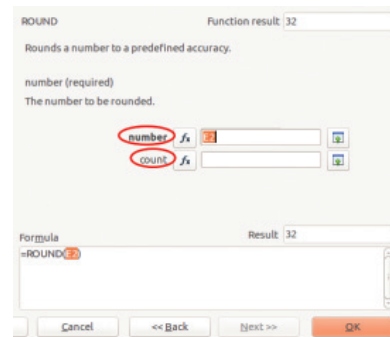 ROUND Function result 32
Rounds a number to a predefined accuracy.
number (required)
The number to be rounded.
number fx E2
count fx
Formula Result 32
=ROUND(E2)
Cancel << Back Next >> OK